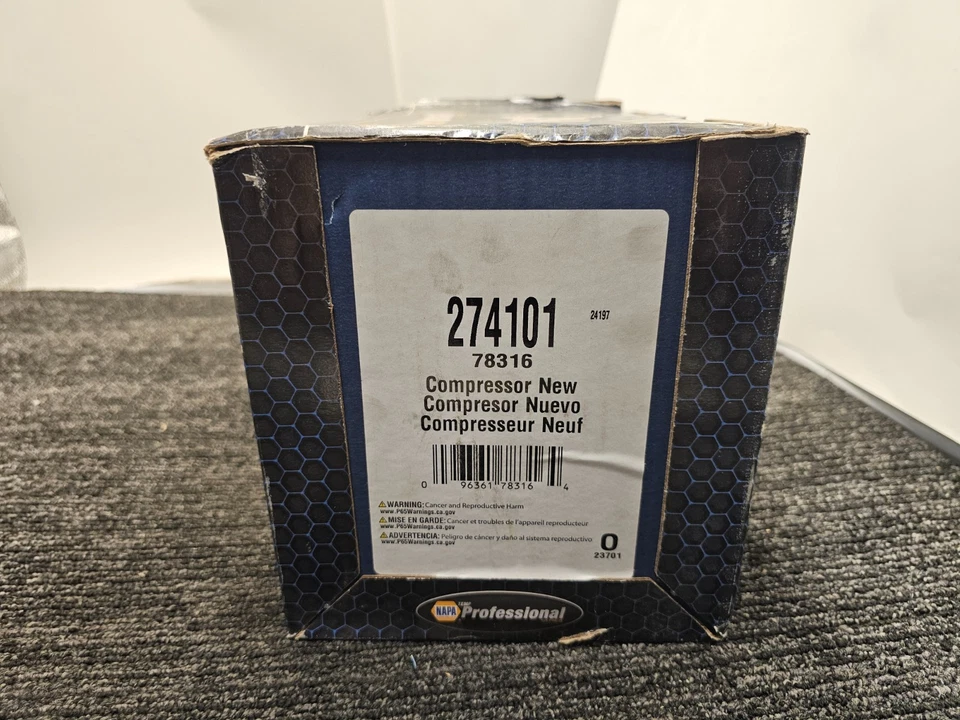 274101
24197
78316
Compressor New
Compresor Nuevo
Compresseur Neuf
0 96361 78316 4
WARNING: Cancer and Reproductive Harm
www.P65Warnings.ca.gov
MISE EN GARDE: Cancer et troubles de l'appareil reproducteur
www.P65Warnings.ca.gov
ADVERTENCIA: Peligro de cáncer y daño al sistema reproductivo
www.P65Warnings.ca.gov
O
23701
NAPA Professional